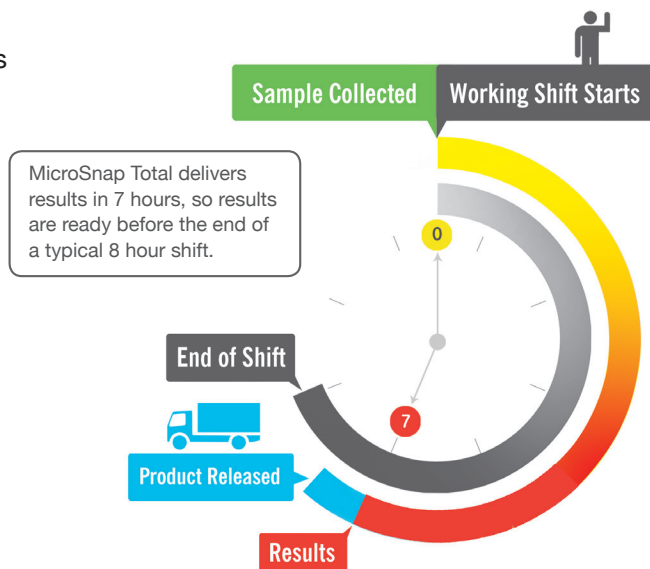 s
Sample Collected
Working Shift Starts
MicroSnap Total delivers
results in 7 hours, so results
are ready before the end of
a typical 8 hour shift.
0
End of Shift
7
Product Released
Results